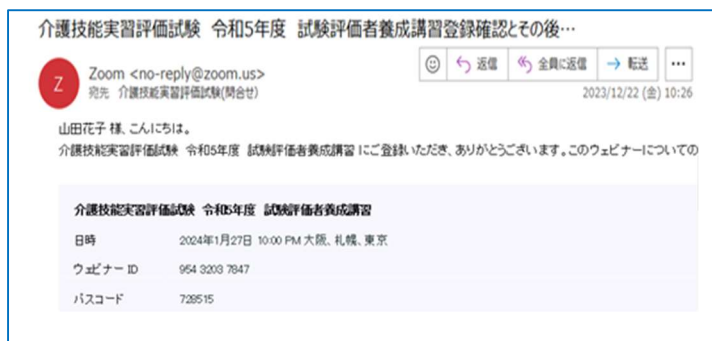 介護技能実習評価試験 令和5年度 試験評価者養成講習登録確認とその後…
Z
Zoom <no-reply@zoom.us>
宛先 介護技能実習評価試験(問合せ)
返信
全員に返信
転送
…
2023/12/22 (金) 10:26
山田花子 様、こんにちは。
介護技能実習評価試験 令和5年度 試験評価者養成講習 にご登録いただき、ありがとうございます。このウェビナーについての
介護技能実習評価試験 令和5年度 試験評価者養成講習
日時 2024年1月27日 10:00 PM 大阪、札幌、東京
ウェビナー ID 954 3203 7847
パスコード 728515